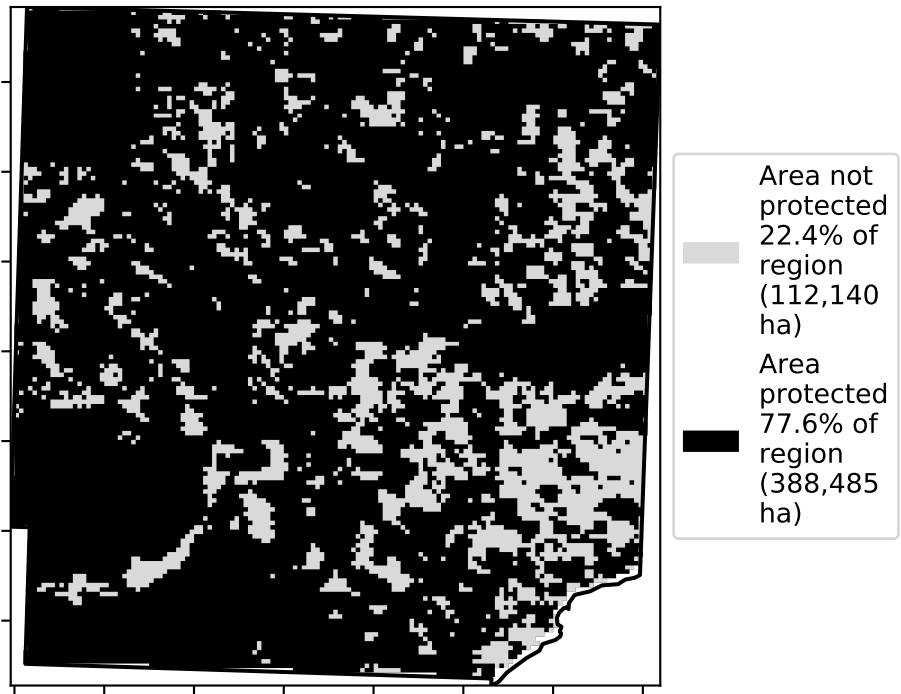 Area not
protected
22.4% of
region
(112,140
ha)
Area
protected
77.6% of
region
(388,485
ha)